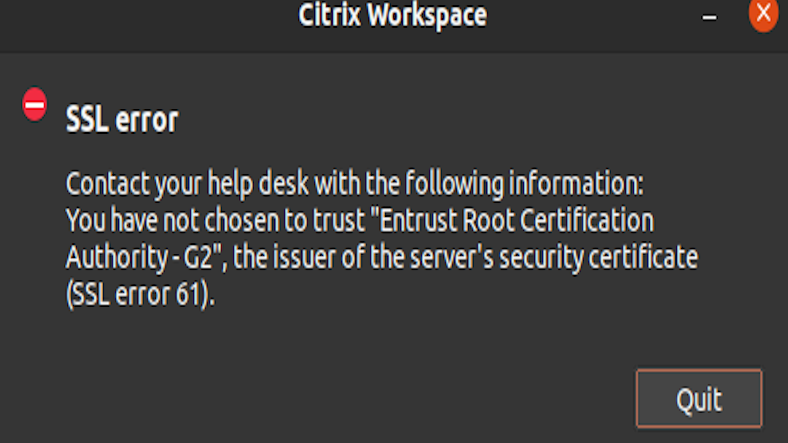 Citrix Workspace
SSL error
Contact your help desk with the following information:
You have not chosen to trust "Entrust Root Certification
Authority - G2", the issuer of the server's security certificate
(SSL error 61).
Quit